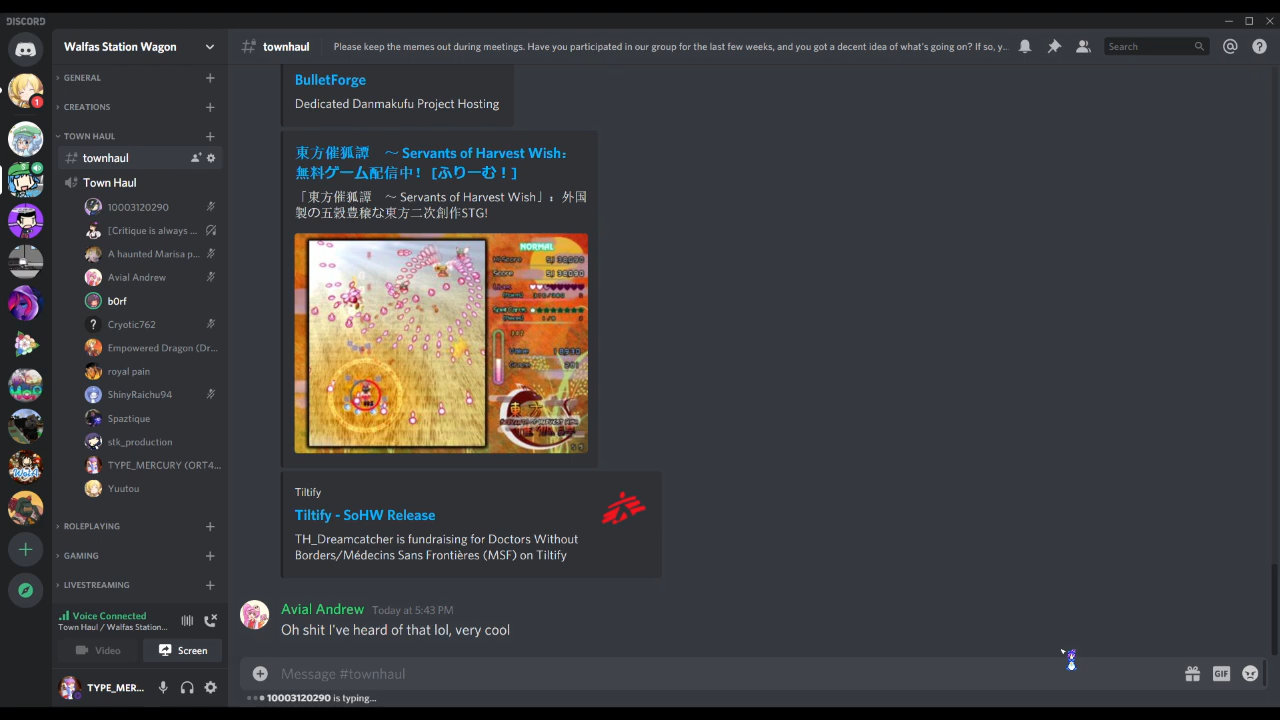 DISCORD
Walfas Station Wagon
townhaul
Please keep the memes out during meetings. Have you participated in our group for the last few weeks, and you got a decent idea of what's going on? If so, y...
Search
GENERAL
CREATIONS
TOWN HAUL
townhaul
Town Haul
10003120290
[Critique is always ...
A haunted Marisa p...
Avial Andrew
b0rf
Cryotic762
Empowered Dragon (Dr...
royal pain
ShinyRaichu94
Spaztique
stk_production
TYPE_MERCURY (ORT4...
Yuutou
ROLEPLAYING
GAMING
LIVESTREAMING
Voice Connected
Town Haul / Walfas Station...
Video
Screen
TYPE_MER...
BulletForge
Dedicated Danmakufu Project Hosting
東方催狐譚　～ Servants of Harvest Wish：
無料ゲーム配信中！ [ふりーむ！]
「東方催狐譚　～ Servants of Harvest Wish」： 外国
製の五穀豊穣な東方二次創作STG!
NORMAL
HiScore
Score
東方
Tiltify
Tiltify - SoHW Release
TH_Dreamcatcher is fundraising for Doctors Without
Borders/Médecins Sans Frontières (MSF) on Tiltify
Avial Andrew Today at 5:43 PM
Oh shit I've heard of that lol, very cool
Message #townhaul
GIF
10003120290 is typing...
1